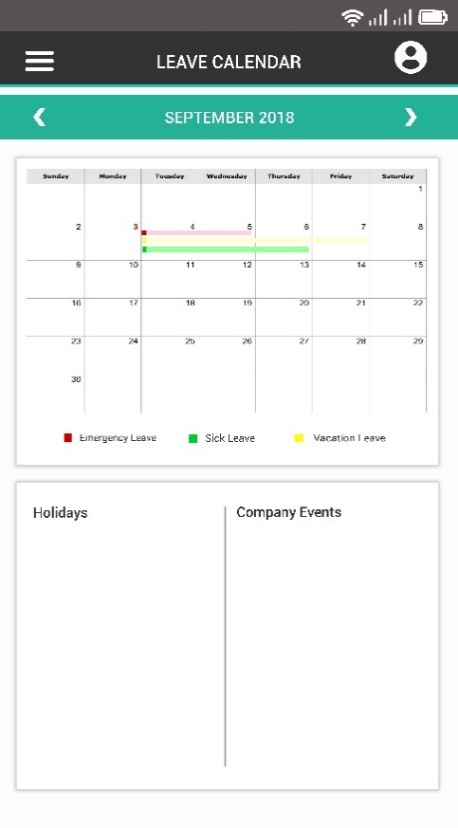 LEAVE CALENDAR
SEPTEMBER 2018
Sunday Monday Tuesday Wednesday Thursday Friday Saturday
1
2 3 4 5 6 7 8
9 10 11 12 13 14 15
16 17 18 19 20 21 22
23 24 25 26 27 28 29
30
Emergency Leave Sick Leave Vacation Leave
Holidays Company Events